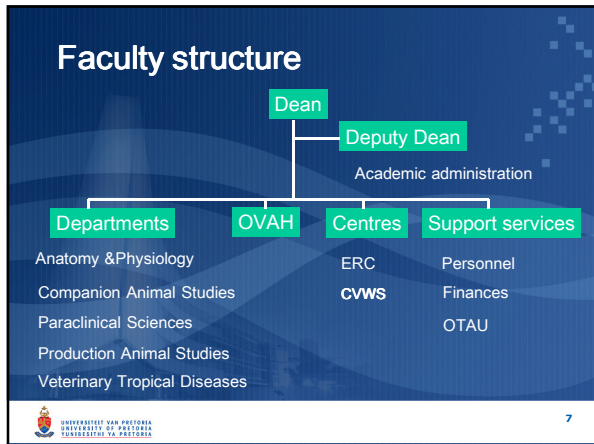 Faculty structure
Dean
Deputy Dean
Academic administration
Departments
OVAH
Centres
Support services
Anatomy &Physiology
Companion Animal Studies
Paraclinical Sciences
Production Animal Studies
Veterinary Tropical Diseases
ERC
CVWS
Personnel
Finances
OTAU
UNIVERSITEIT VAN PRETORIA
UNIVERSITY OF PRETORIA
YUNIBESITHI YA PRETORIA
7